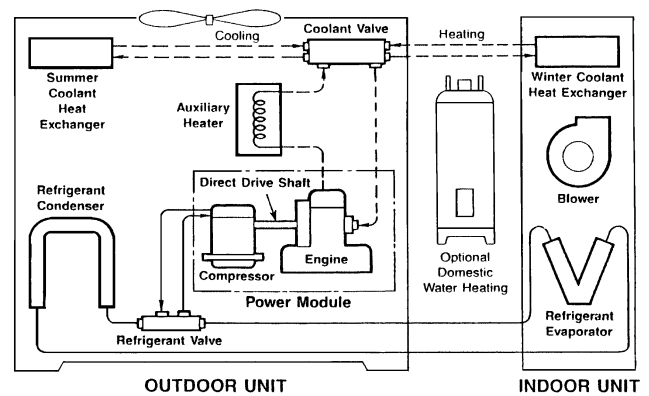 Cooling
Coolant Valve
Heating
Summer
Coolant
Heat
Exchanger
Auxiliary
Heater
Winter Coolant
Heat Exchanger
Blower
Refrigerant
Condenser
Direct Drive Shaft
Compressor
Engine
Power Module
Optional
Domestic
Water Heating
Refrigerant Valve
Refrigerant
Evaporator
OUTDOOR UNIT
INDOOR UNIT